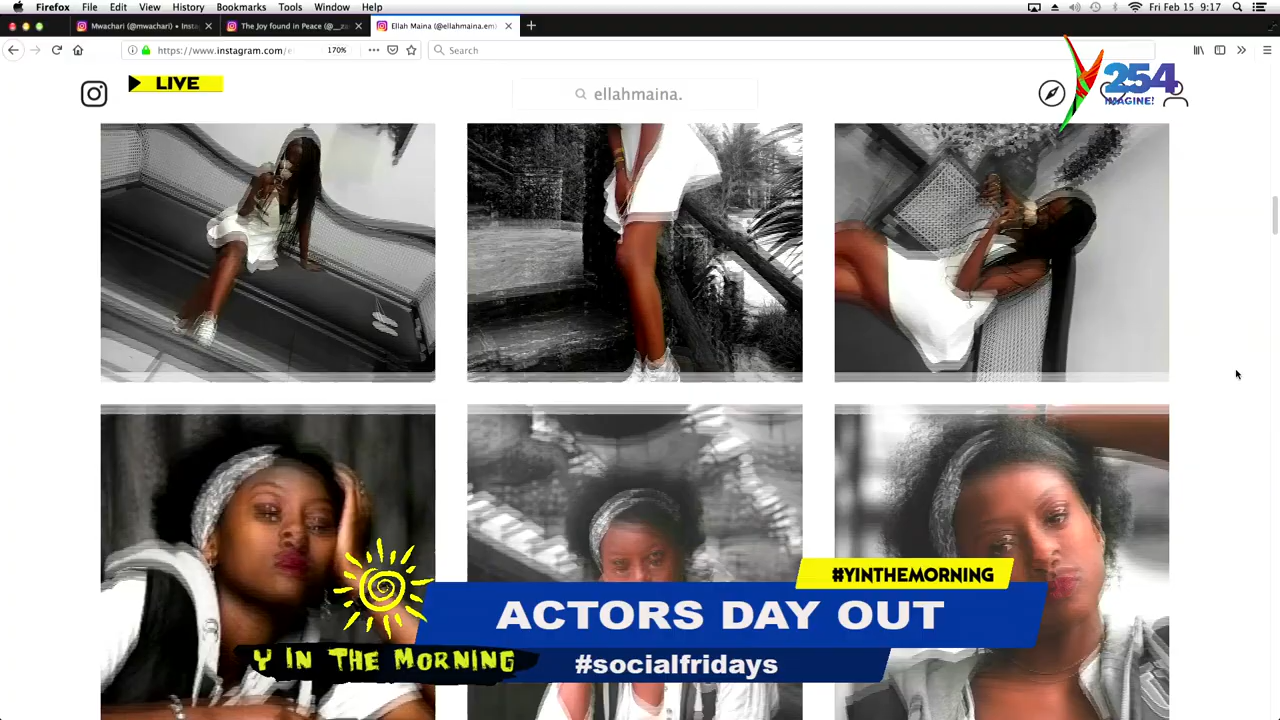 Firefox File Edit View History Bookmarks Tools Window Help
Fri Feb 15 9:17
Mwachari (@mwachari) • Insta
The Joy found in Peace (@__za
Ellah Maina (@ellahmaina.em)
https://www.instagram.com/e
170%
Search
LIVE
ellahmaina.
Y 254
IMAGINE!
#YINTHEMORNING
ACTORS DAY OUT
Y IN THE MORNING
#socialfridays